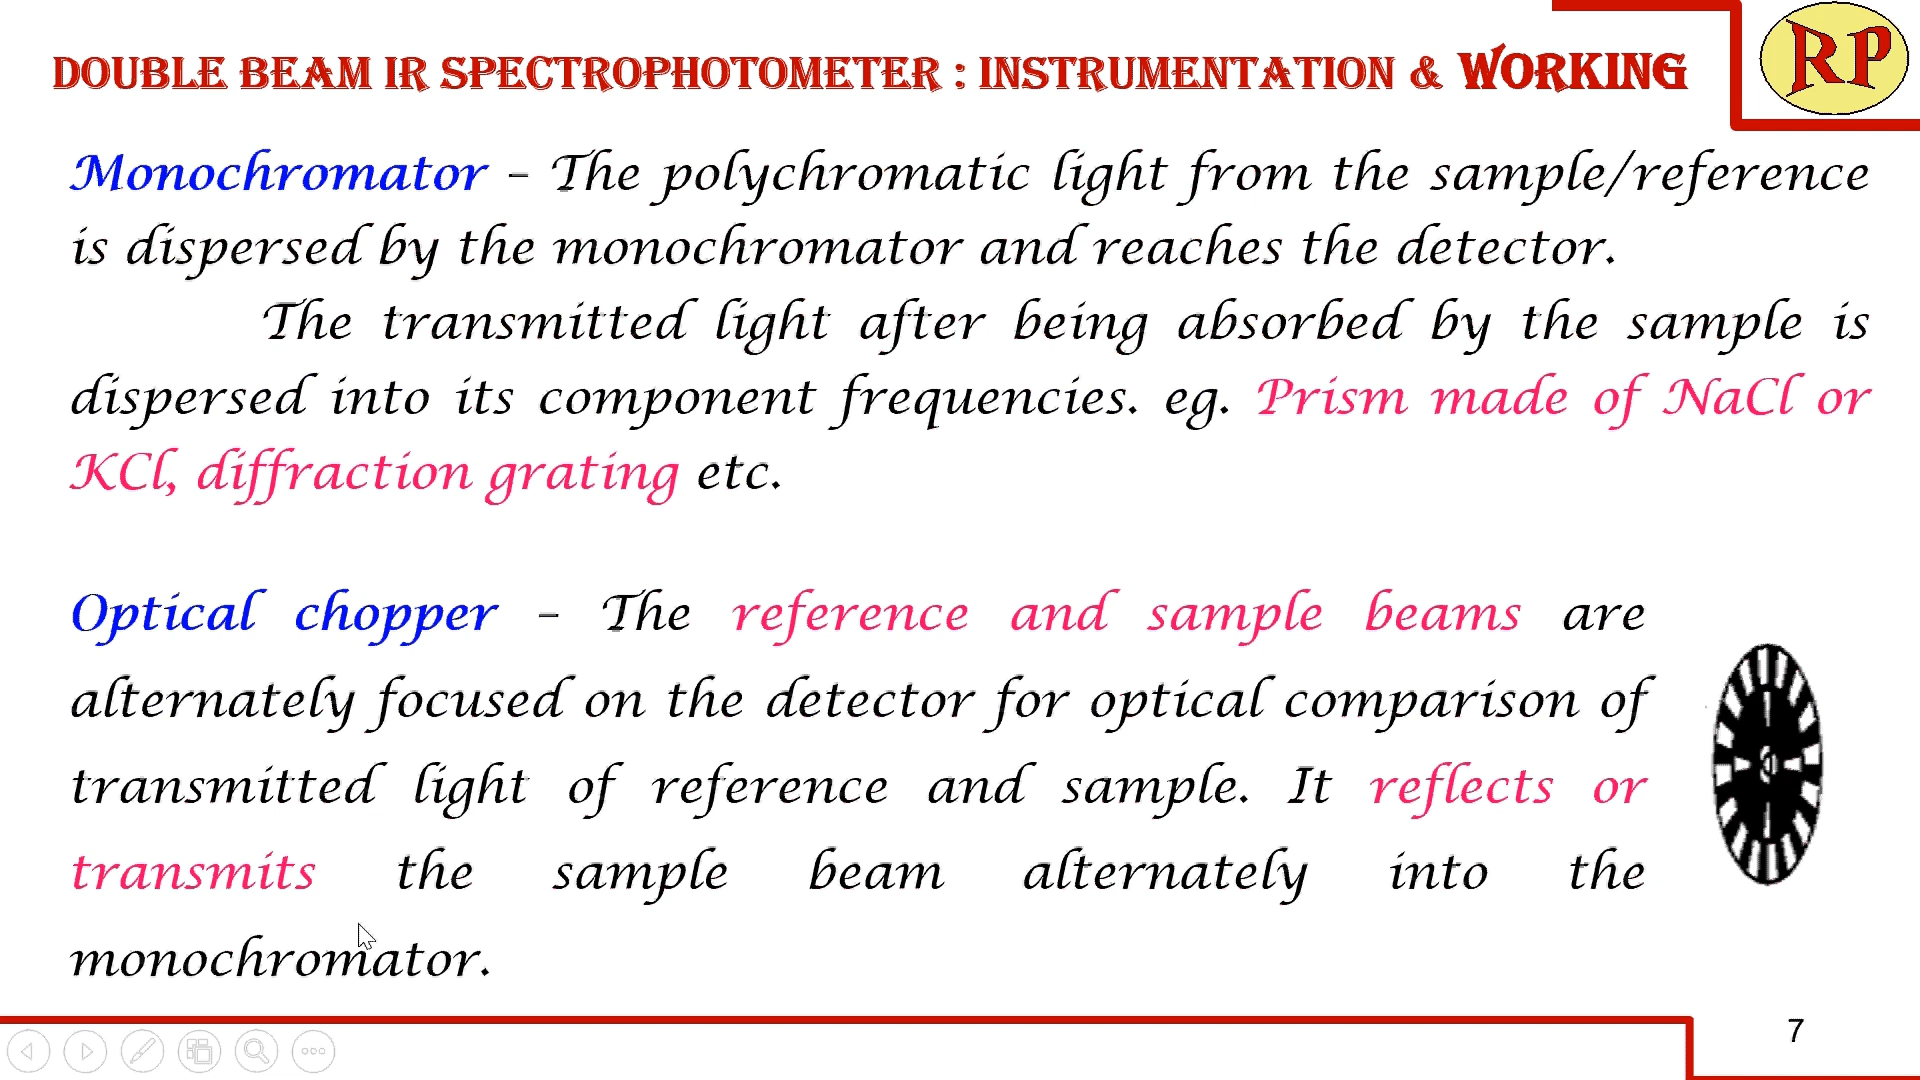 DOUBLE BEAM IR SPECTROPHOTOMETER : INSTRUMENTATION & WORKING
RP
Monochromator – The polychromatic light from the sample/reference
is dispersed by the monochromator and reaches the detector.
The transmitted light after being absorbed by the sample is
dispersed into its component frequencies. eg. Prism made of NaCl or
KCl, diffraction grating etc.
Optical chopper – The reference and sample beams are
alternately focused on the detector for optical comparison of
transmitted light of reference and sample. It reflects or
transmits the sample beam alternately into the
monochromator.
7